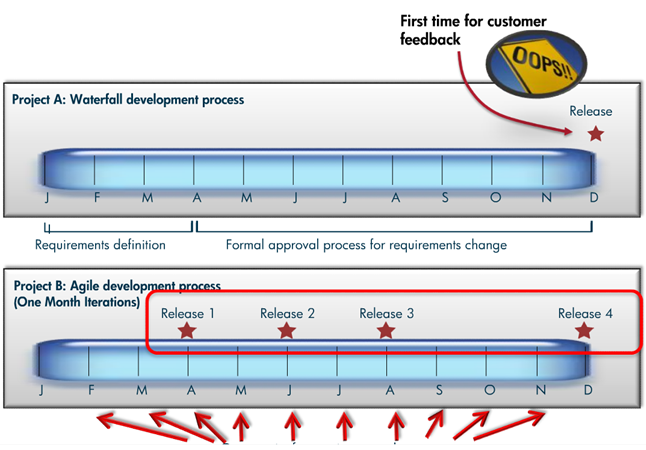 First time for customer
feedback
OOPS!!
Project A: Waterfall development process
Release
J F M A M J J A S O N D
Requirements definition
Formal approval process for requirements change
Project B: Agile development process
(One Month Iterations)
Release 1 Release 2 Release 3 Release 4
J F M A M J J A S O N D